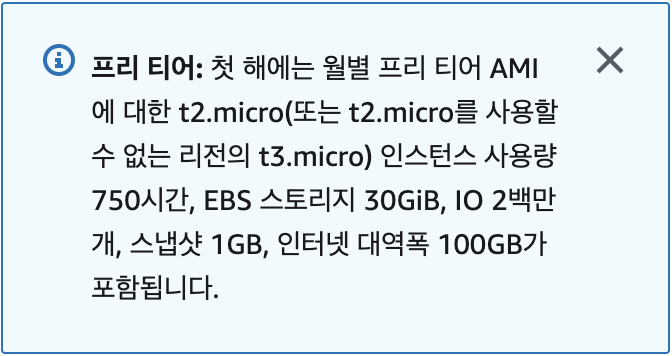 프리 티어: 첫 해에는 월별 프리 티어 AMI
에 대한 t2.micro(또는 t2.micro를 사용할
수 없는 리전의 t3.micro) 인스턴스 사용량
750시간, EBS 스토리지 30GiB, IO 2백만
개, 스냅샷 1GB, 인터넷 대역폭 100GB가
포함됩니다.